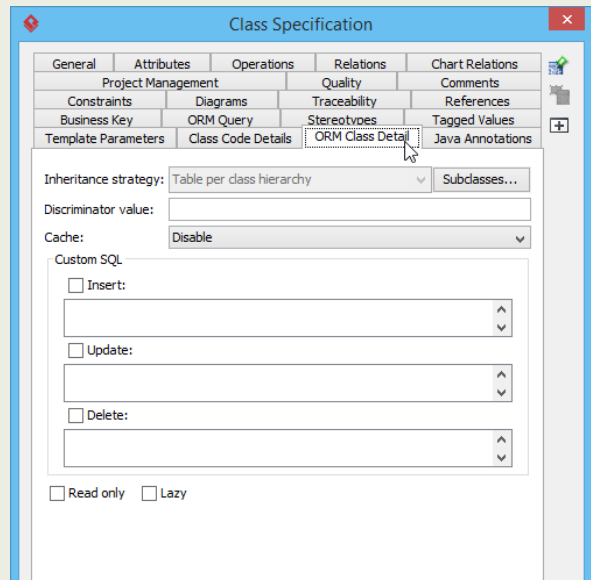 Class Specification
General Attributes Operations Relations Chart Relations
Project Management Quality Comments
Constraints Diagrams Traceability References
Business Key ORM Query Stereotypes Tagged Values
Template Parameters Class Code Details ORM Class Detail Java Annotations
Inheritance strategy: Table per class hierarchy Subclasses...
Discriminator value:
Cache: Disable
Custom SQL
Insert:
Update:
Delete:
Read only Lazy